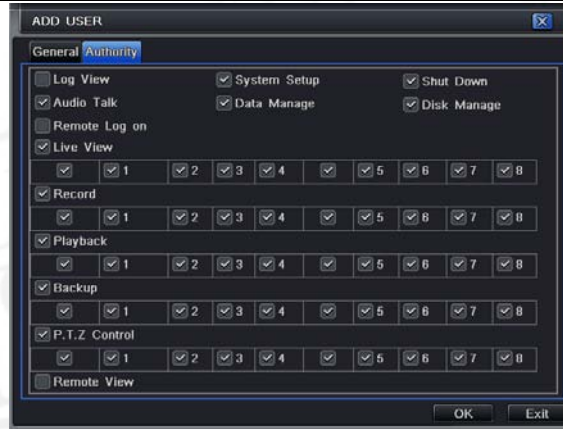 ADD USER
General Authority
Log View System Setup Shut Down
Audio Talk Data Manage Disk Manage
Remote Log on
Live View
1 2 3 4 5 6 7 8
Record
1 2 3 4 5 6 7 8
Playback
1 2 3 4 5 6 7 8
Backup
1 2 3 4 5 6 7 8
P.T.Z Control
1 2 3 4 5 6 7 8
Remote View
OK Exit